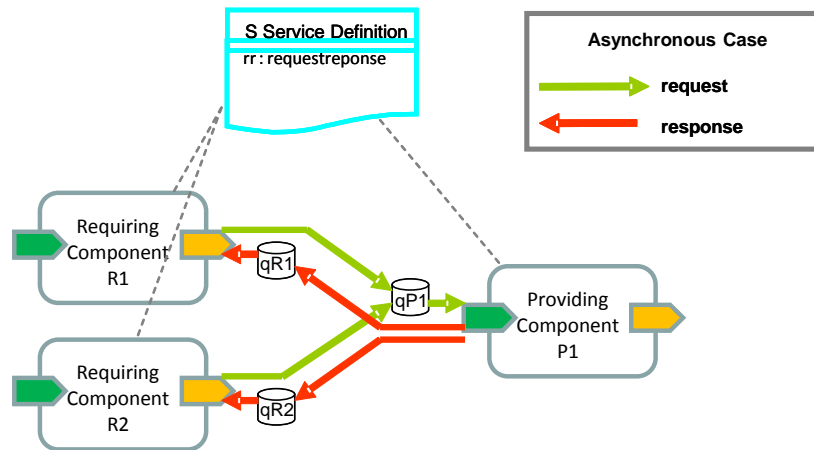 S Service Definition
rr : requestreponse
Asynchronous Case
request
response
Requiring
Component
R1
qR1
qP1
Providing
Component
P1
Requiring
Component
R2
qR2